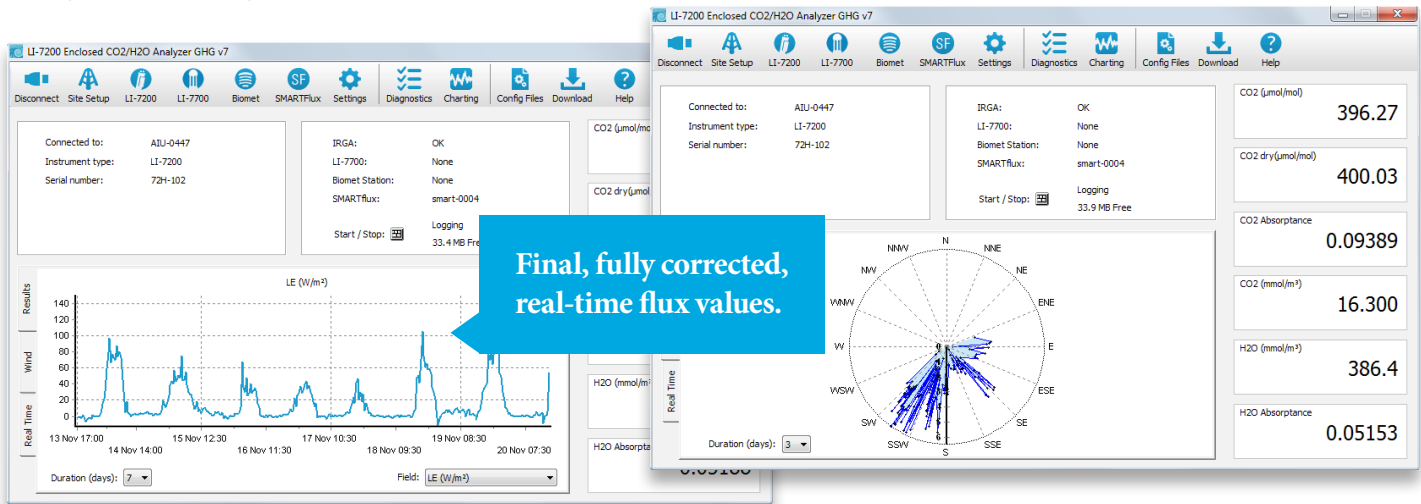 LI-7200 Enclosed CO2/H2O Analyzer GHG v7
Disconnect Site Setup LI-7200 LI-7700 Biomet SMARTFlux Settings Diagnostics Charting Config Files Download Help
Connected to: AIU-0447
Instrument type: LI-7200
Serial number: 72H-102
IRGA: OK
LI-7700: None
Biomet Station: None
SMARTflux: smart-0004
Start / Stop:
Logging
33.4 MB Free
CO2 (µmol/mo
CO2 dry(µmol
H2O (mmol/m³
H2O Absorpta
Results
Wind
Real Time
LE (W/m²)
140
120
100
80
60
40
20
0
13 Nov 17:00 15 Nov 12:30 17 Nov 10:30 19 Nov 08:30
14 Nov 14:00 16 Nov 11:30 18 Nov 09:30 20 Nov 07:30
Duration (days): 7
Field: LE (W/m²)
Final, fully corrected,
real-time flux values.
LI-7200 Enclosed CO2/H2O Analyzer GHG v7
Disconnect Site Setup LI-7200 LI-7700 Biomet SMARTFlux Settings Diagnostics Charting Config Files Download Help
SF
Connected to: AIU-0447
Instrument type: LI-7200
Serial number: 72H-102
IRGA: OK
LI-7700: None
Biomet Station: None
SMARTflux: smart-0004
Start / Stop:
Logging
33.9 MB Free
CO2 (µmol/mol)
396.27
CO2 dry(µmol/mol)
400.03
CO2 Absorptance
0.09389
CO2 (mmol/m³)
16.300
H2O (mmol/m³)
386.4
H2O Absorptance
0.05153
Real Time
N
NNE
NE
ENE
E
ESE
SE
SSE
S
SSW
SW
WSW
W
WNW
NW
NNW
Duration (days): 3